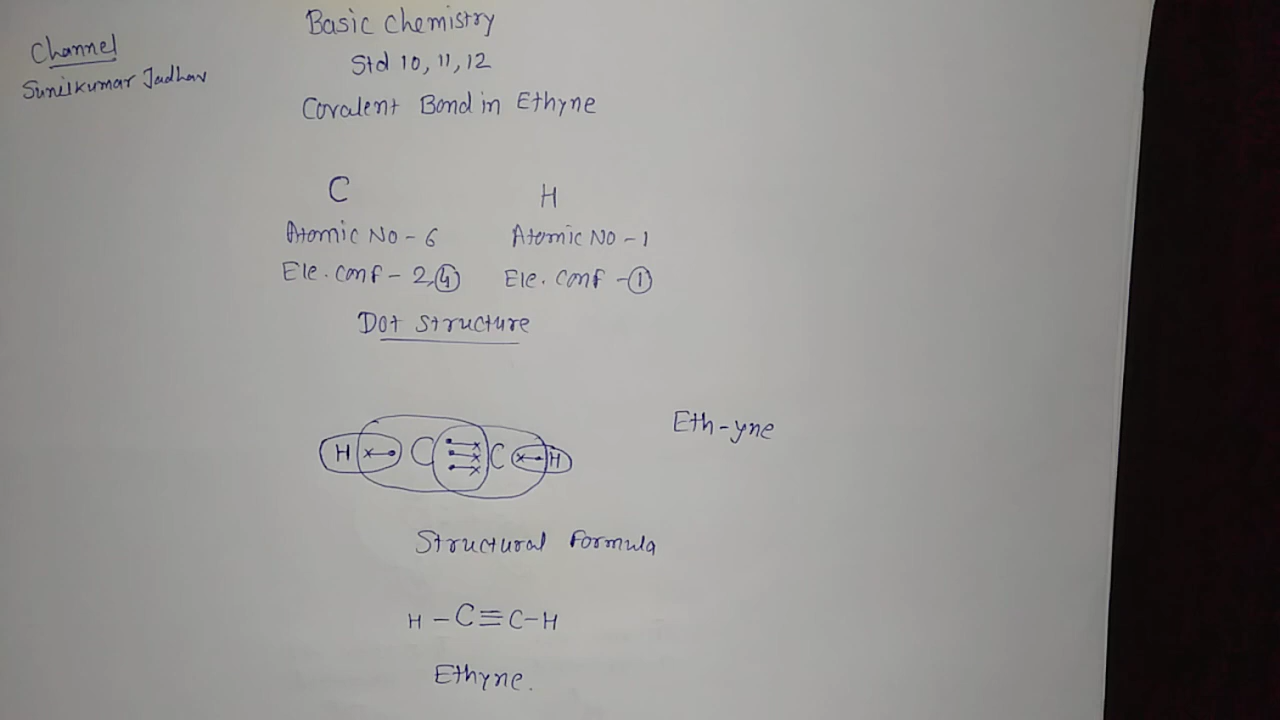 Channel
Sunilkumar Jadhav
Basic Chemistry
Std 10, 11, 12
Covalent Bond in Ethyne
C H
Atomic No - 6 Atomic No - 1
Ele. Conf - 2,4 Ele. Conf - 1
Dot Structure
H x C x x x C x H
Eth-yne
Structural Formula
H - C ≡ C - H
Ethyne.